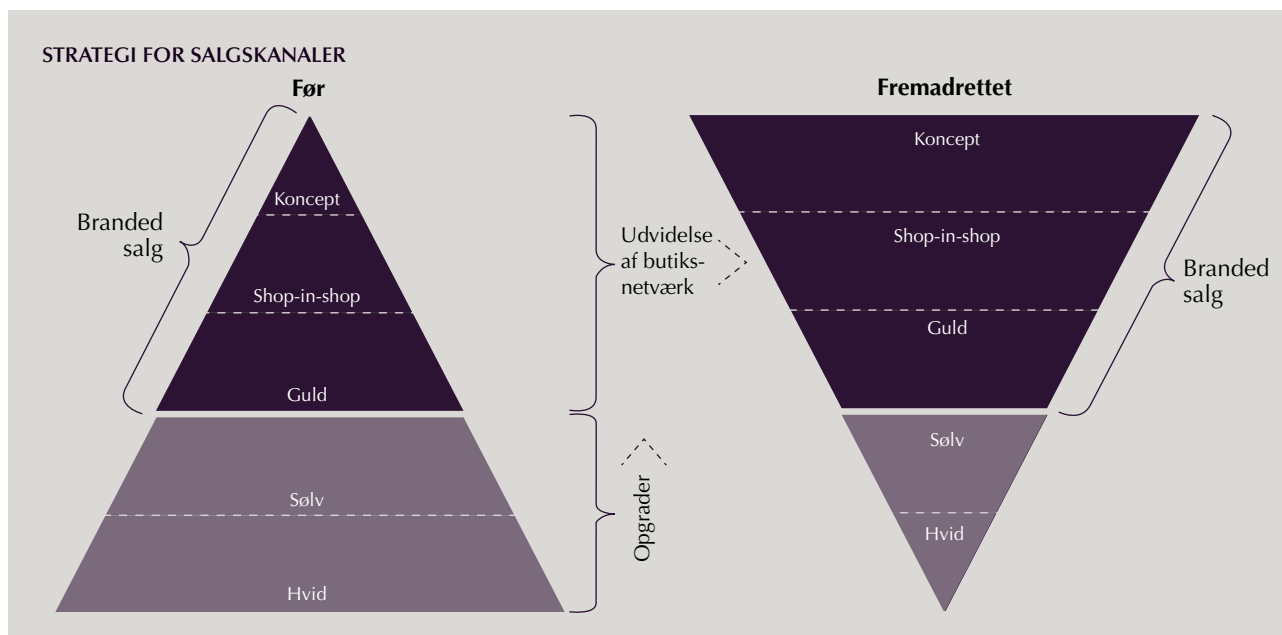 STRATEGI FOR SALGSKANALER
Før
Branded
salg
Koncept
Shop-in-shop
Guld
Sølv
Hvid
Udvidelse
af butiks-
netværk
Opgrader
Fremadrettet
Koncept
Shop-in-shop
Guld
Sølv
Hvid
Branded
salg